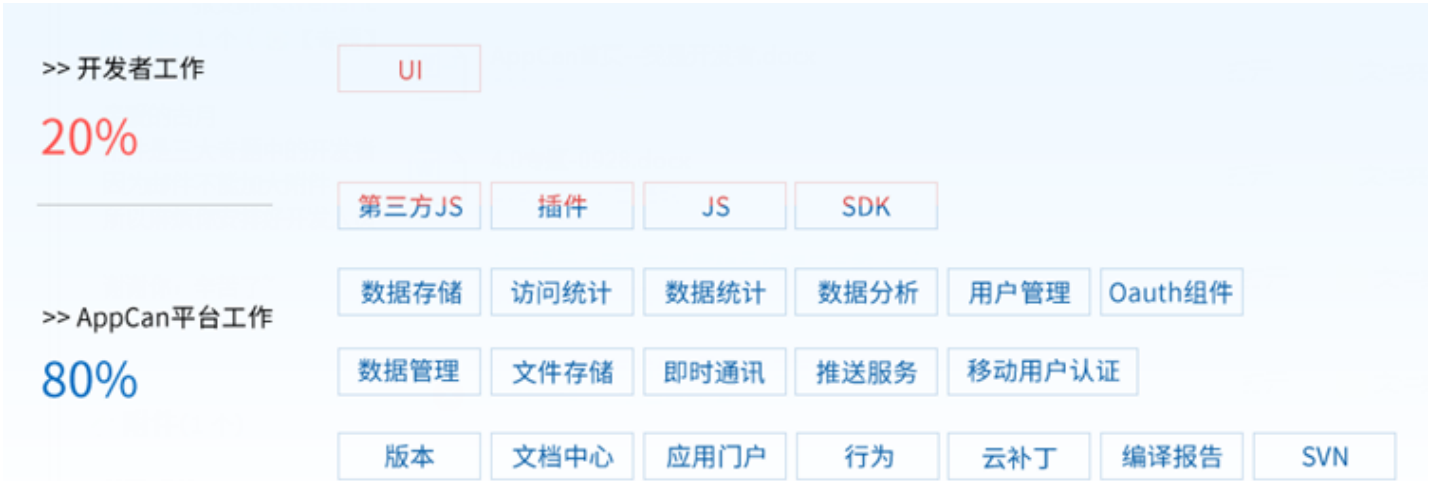 >> 开发者工作
UI
20%
第三方JS 插件 JS SDK
数据存储 访问统计 数据统计 数据分析 用户管理 Oauth组件
>> AppCan平台工作
80%
数据管理 文件存储 即时通讯 推送服务 移动用户认证
版本 文档中心 应用门户 行为 云补丁 编译报告 SVN